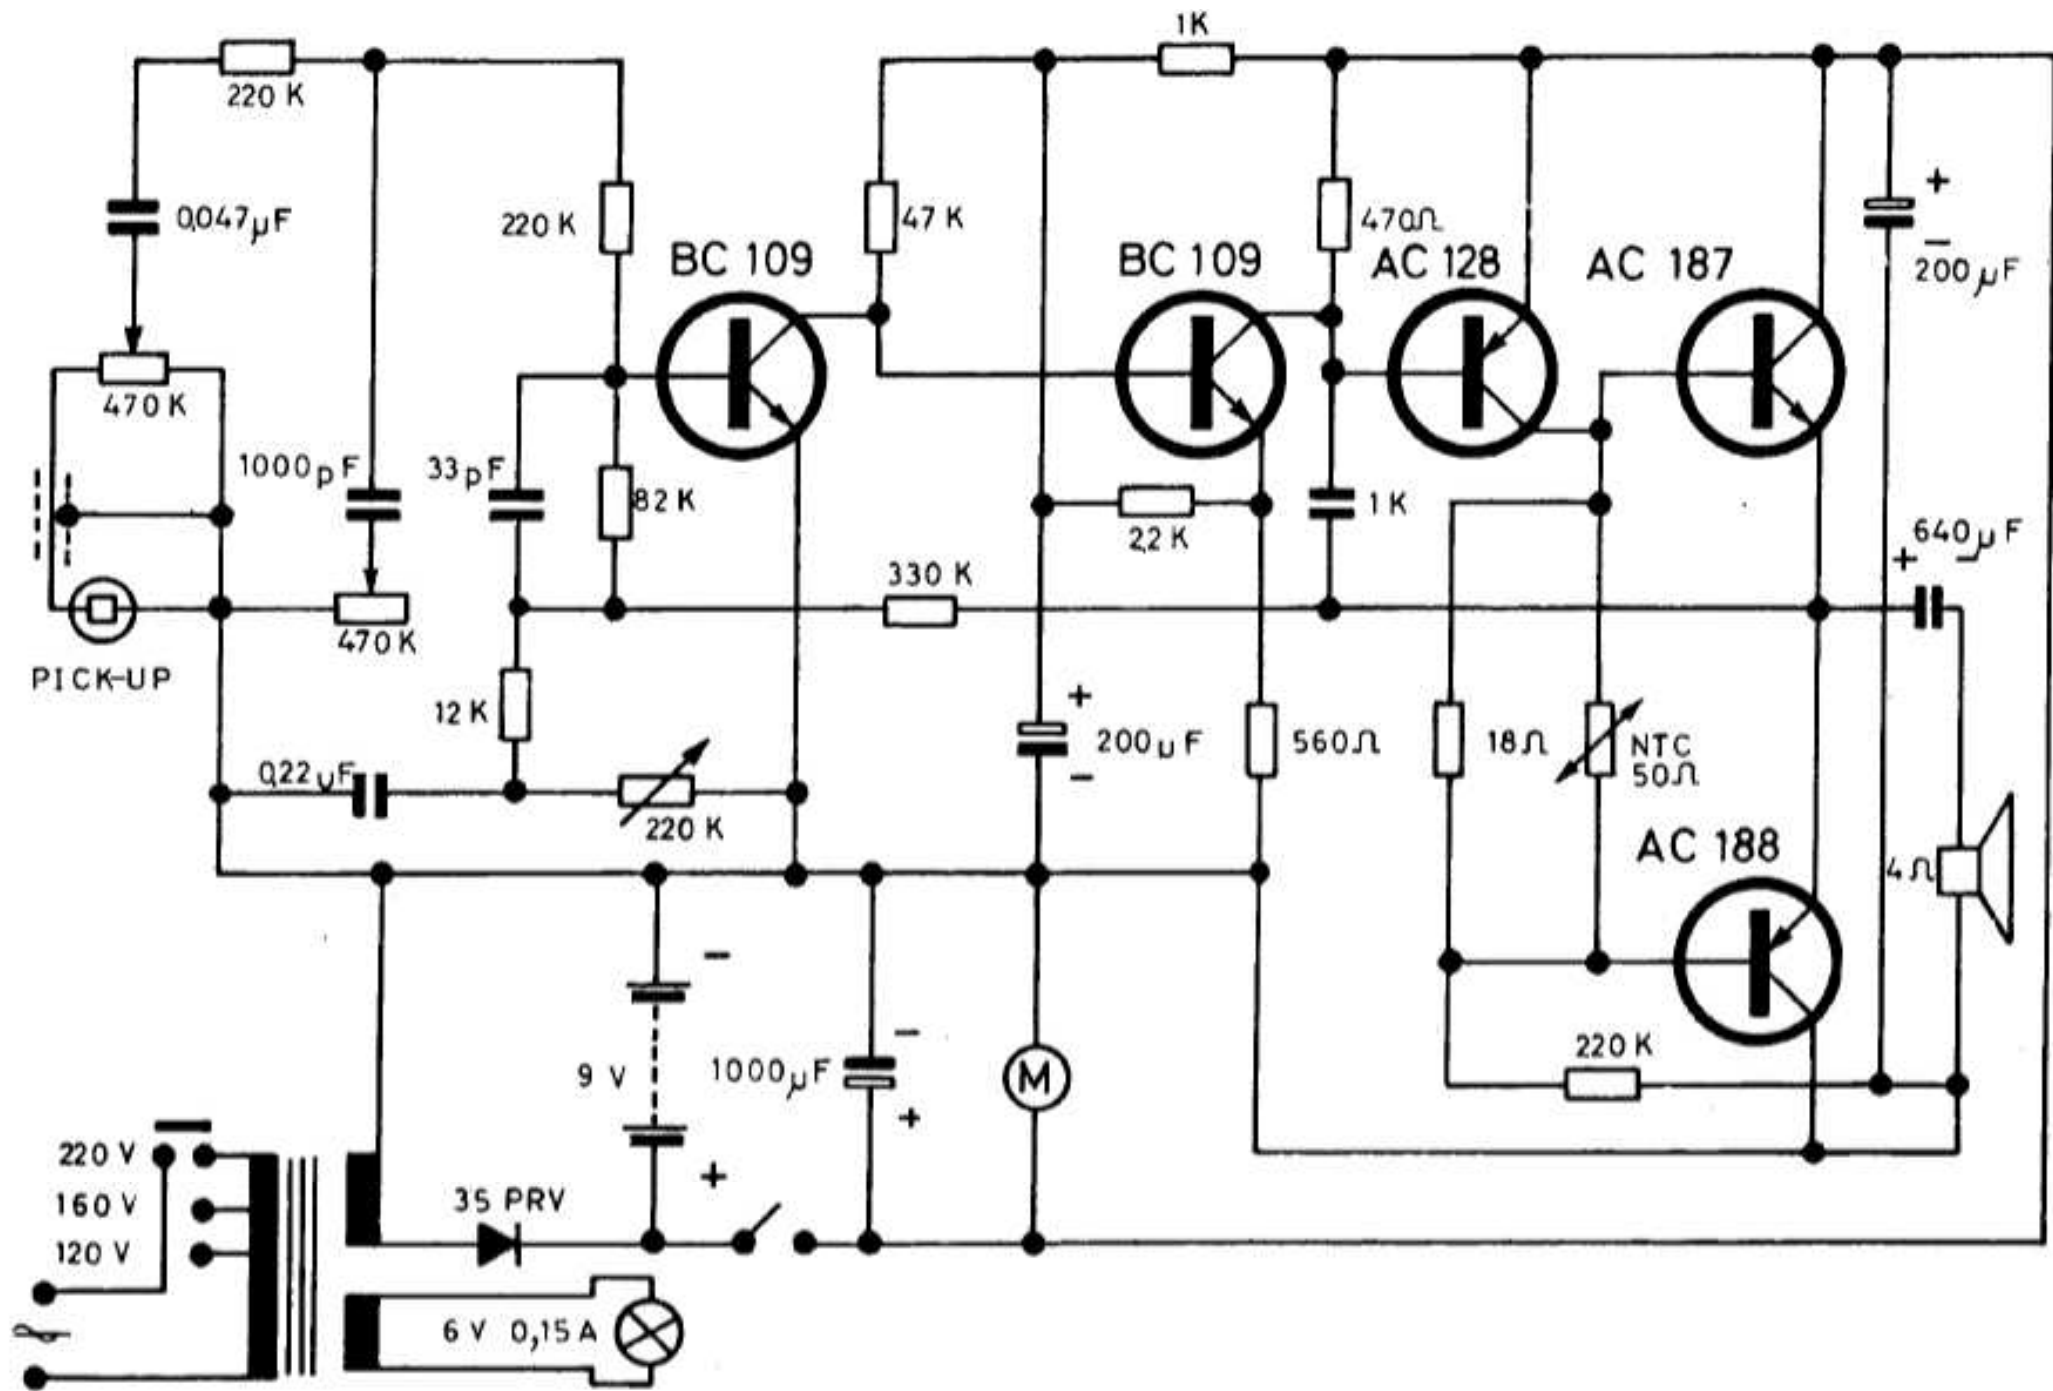 1K
220 K
0,047µF
220 K
47 K
470Ω
+
-
200µF
BC 109
BC 109
AC 128
AC 187
470 K
1000pF
33pF
82 K
2,2 K
1K
640µF
+ -
330 K
470K
PICK-UP
12 K
+
200µF
-
560Ω
18Ω
NTC
50Ω
0,22µF
220 K
AC 188
4Ω
-
9 V
1000µF
-
+
M
220 K
+
220 V
160 V
120 V
35 PRV
6 V 0,15 A